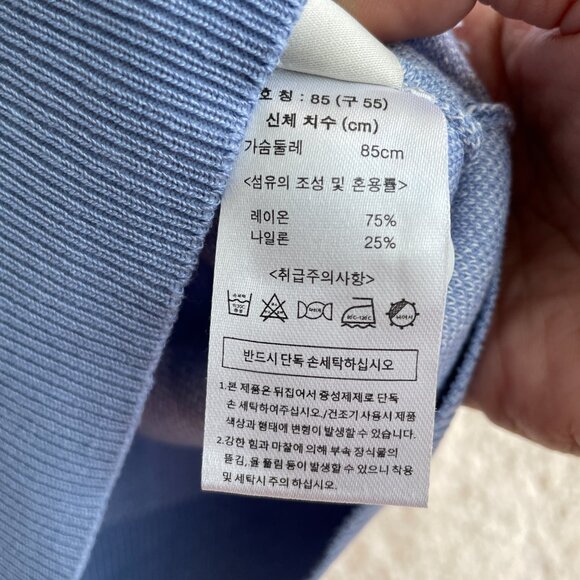 호 칭 : 85 (구 55)
신체 치수 (cm)
가슴둘레 85cm
<섬유의 조성 및 혼용률>
레이온 75%
나일론 25%
<취급주의사항>
반드시 단독 손세탁하십시오
1.본 제품은 뒤집어서 중성제제로 단독
손 세탁하여주십시오./건조기 사용시 제품
색상과 형태에 변형이 발생할 수 있습니다.
2.강한 힘과 마찰에 의해 부속 장식물의
뜯김, 올 풀림 등이 발생할 수 있으니 착용
및 세탁시 주의 하십시오.